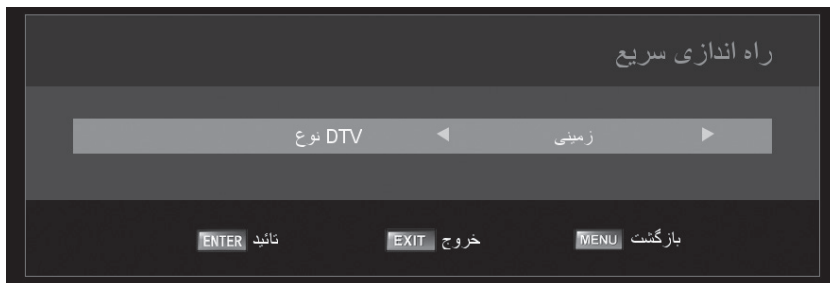 راه اندازی سریع
DTV نوع ◀ زمینی ▶
تائید ENTER خروج EXIT بازگشت MENU